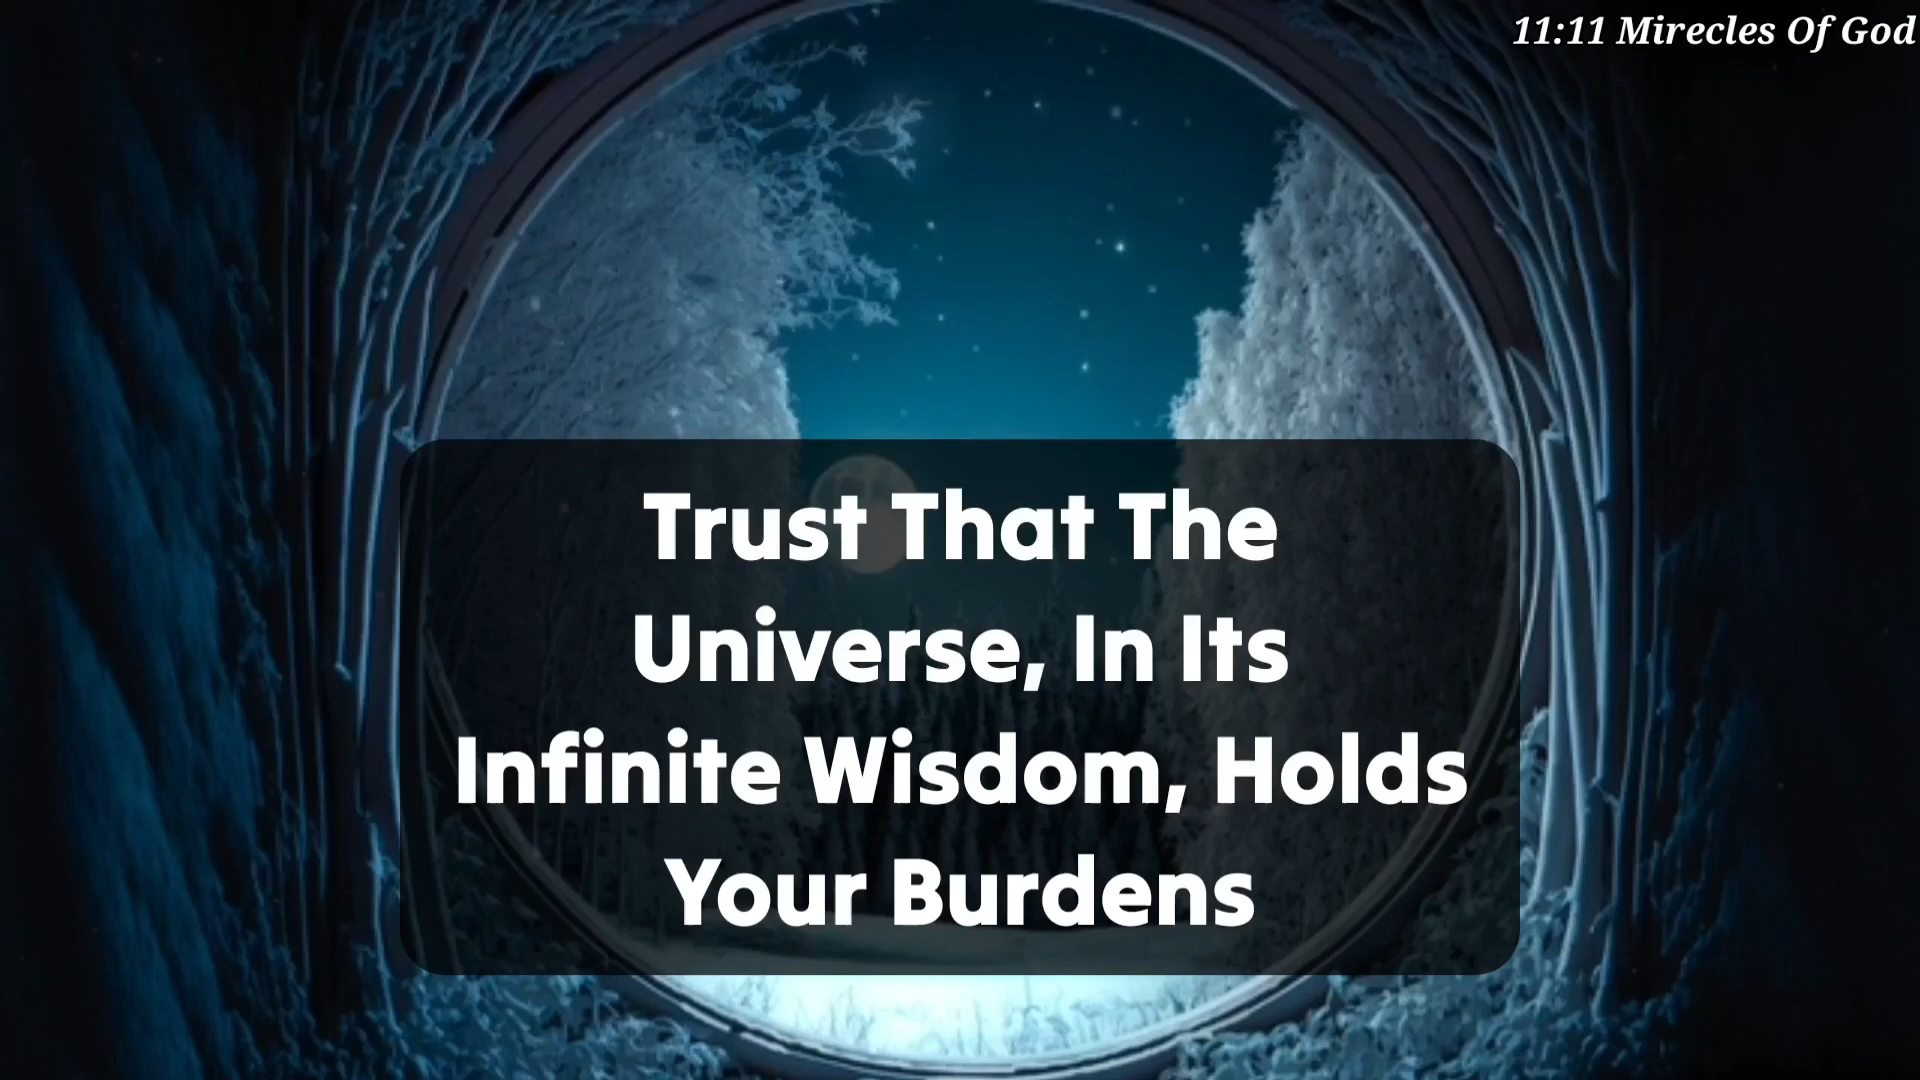 11:11 Mirecles Of God
Trust That The
Universe, In Its
Infinite Wisdom, Holds
Your Burdens